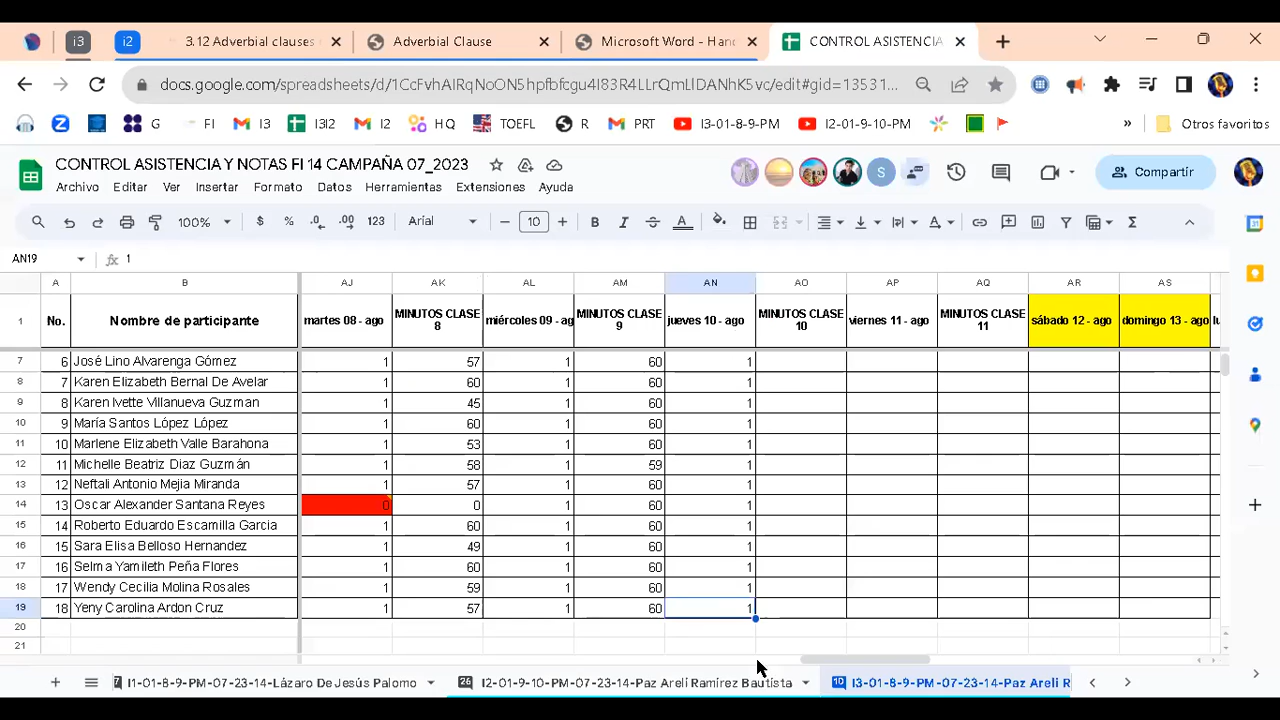 i3 i2 3.12 Adverbial clauses Adverbial Clause Microsoft Word - Hand CONTROL ASISTENCIA
docs.google.com/spreadsheets/d/1CcFvhAIRqNoON5hpfbfcgu4I83R4LLrQmLlDANhK5vc/edit#gid=13531...
G FI I3 I3I2 I2 HQ TOEFL R PRT I3-01-8-9-PM I2-01-9-10-PM » Otros favoritos
CONTROL ASISTENCIA Y NOTAS FI 14 CAMPAÑA 07_2023
Archivo Editar Ver Insertar Formato Datos Herramientas Extensiones Ayuda
S Compartir
100% $ % .0 .00 123 Arial 10 B I A
AN19 fx 1
A B AJ AK AL AM AN AO AP AQ AR AS
1 No. Nombre de participante martes 08 - ago MINUTOS CLASE 8 miércoles 09 - ag MINUTOS CLASE 9 jueves 10 - ago MINUTOS CLASE 10 viernes 11 - ago MINUTOS CLASE 11 sábado 12 - ago domingo 13 - ago lu
7 6 José Lino Alvarenga Gómez 1 57 1 60 1
8 7 Karen Elizabeth Bernal De Avelar 1 60 1 60 1
9 8 Karen Ivette Villanueva Guzman 1 45 1 60 1
10 9 María Santos López López 1 60 1 60 1
11 10 Marlene Elizabeth Valle Barahona 1 53 1 60 1
12 11 Michelle Beatriz Diaz Guzmán 1 58 1 59 1
13 12 Neftali Antonio Mejia Miranda 1 57 1 60 1
14 13 Oscar Alexander Santana Reyes 0 0 1 60 1
15 14 Roberto Eduardo Escamilla Garcia 1 60 1 60 1
16 15 Sara Elisa Belloso Hernandez 1 49 1 60 1
17 16 Selma Yamileth Peña Flores 1 60 1 60 1
18 17 Wendy Cecilia Molina Rosales 1 59 1 60 1
19 18 Yeny Carolina Ardon Cruz 1 57 1 60 1
20
21
7 I1-01-8-9-PM-07-23-14-Lázaro De Jesús Palomo 26 I2-01-9-10-PM-07-23-14-Paz Areli Ramirez Bautista 10 I3-01-8-9-PM-07-23-14-Paz Areli R